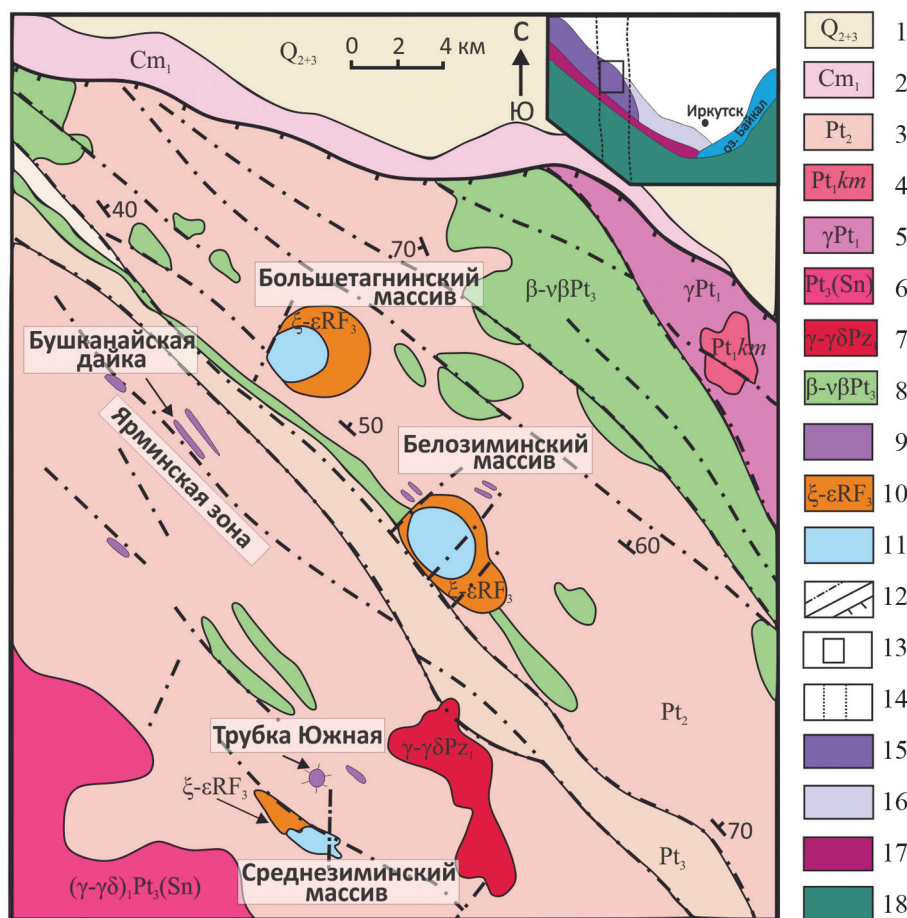 Q₂₊₃
0 2 4 км
С
Ю
Cm₁
Иркутск
оз. Байкал
40
70
Большетагнинский
массив
ξ-εRF₃
β-νβPt₃
γPt₁
Pt₁km
Бушканайская
дайка
Ярминская зона
50
Белозиминский
массив
ξ-εRF₃
60
Pt₂
Трубка Южная
γ-γδPz₁
ξ-εRF₃
Среднезиминский
массив
(γ-γδ)₁Pt₃(Sn)
Pt₃
70
Q₂₊₃ 1
Cm₁ 2
Pt₂ 3
Pt₁km 4
γPt₁ 5
Pt₃(Sn) 6
γ-γδPz₁ 7
β-νβPt₃ 8
9
ξ-εRF₃ 10
11
12
13
14
15
16
17
18